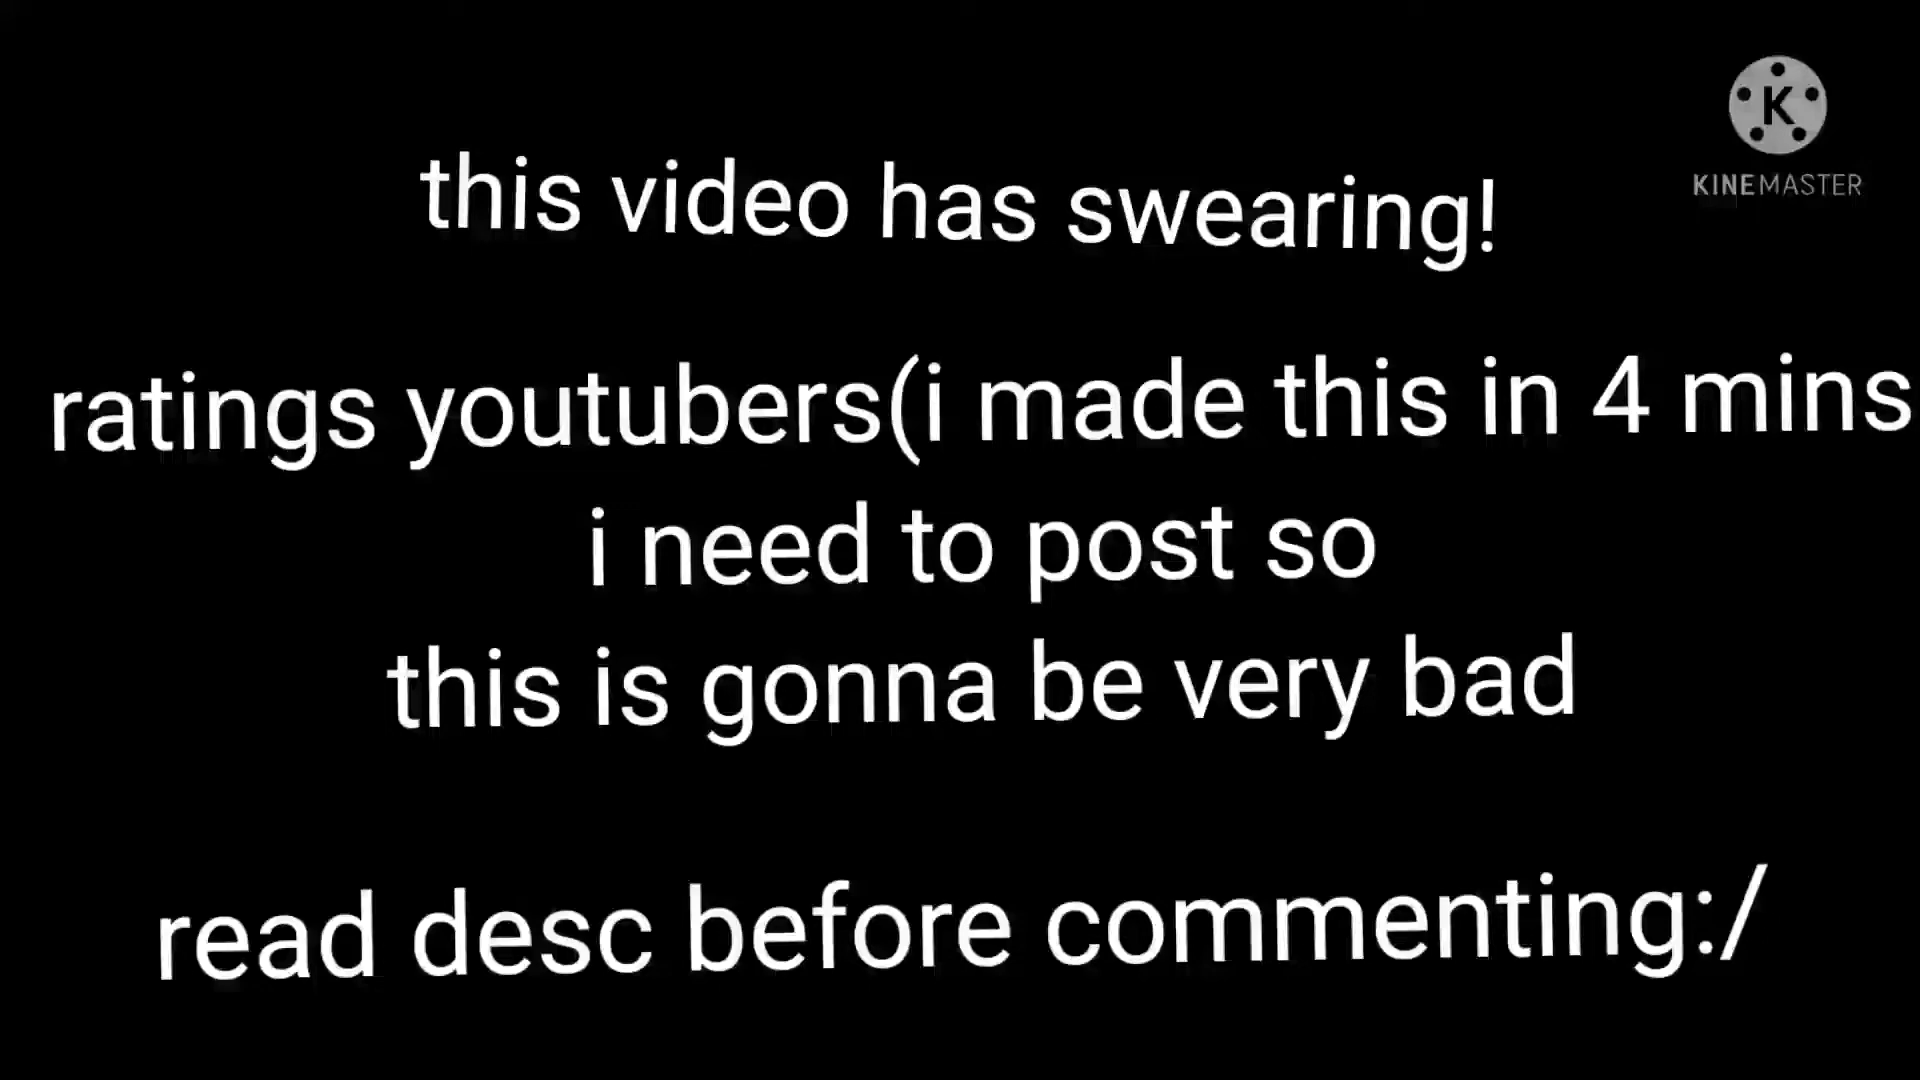 K
KINEMASTER
this video has swearing!
ratings youtubers(i made this in 4 mins
i need to post so
this is gonna be very bad
read desc before commenting:/